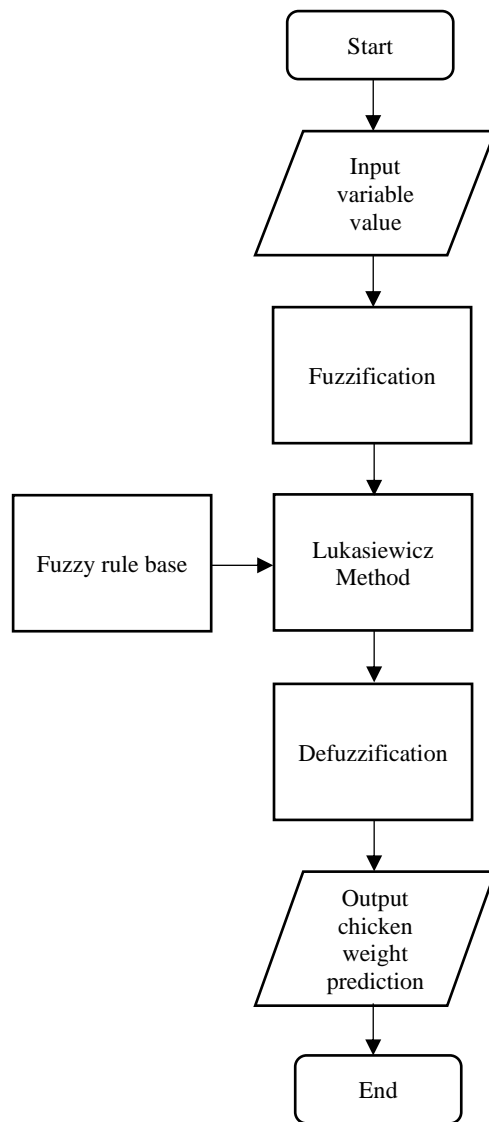 Start
Input
variable
value
Fuzzification
Fuzzy rule base
Lukasiewicz
Method
Defuzzification
Output
chicken
weight
prediction
End